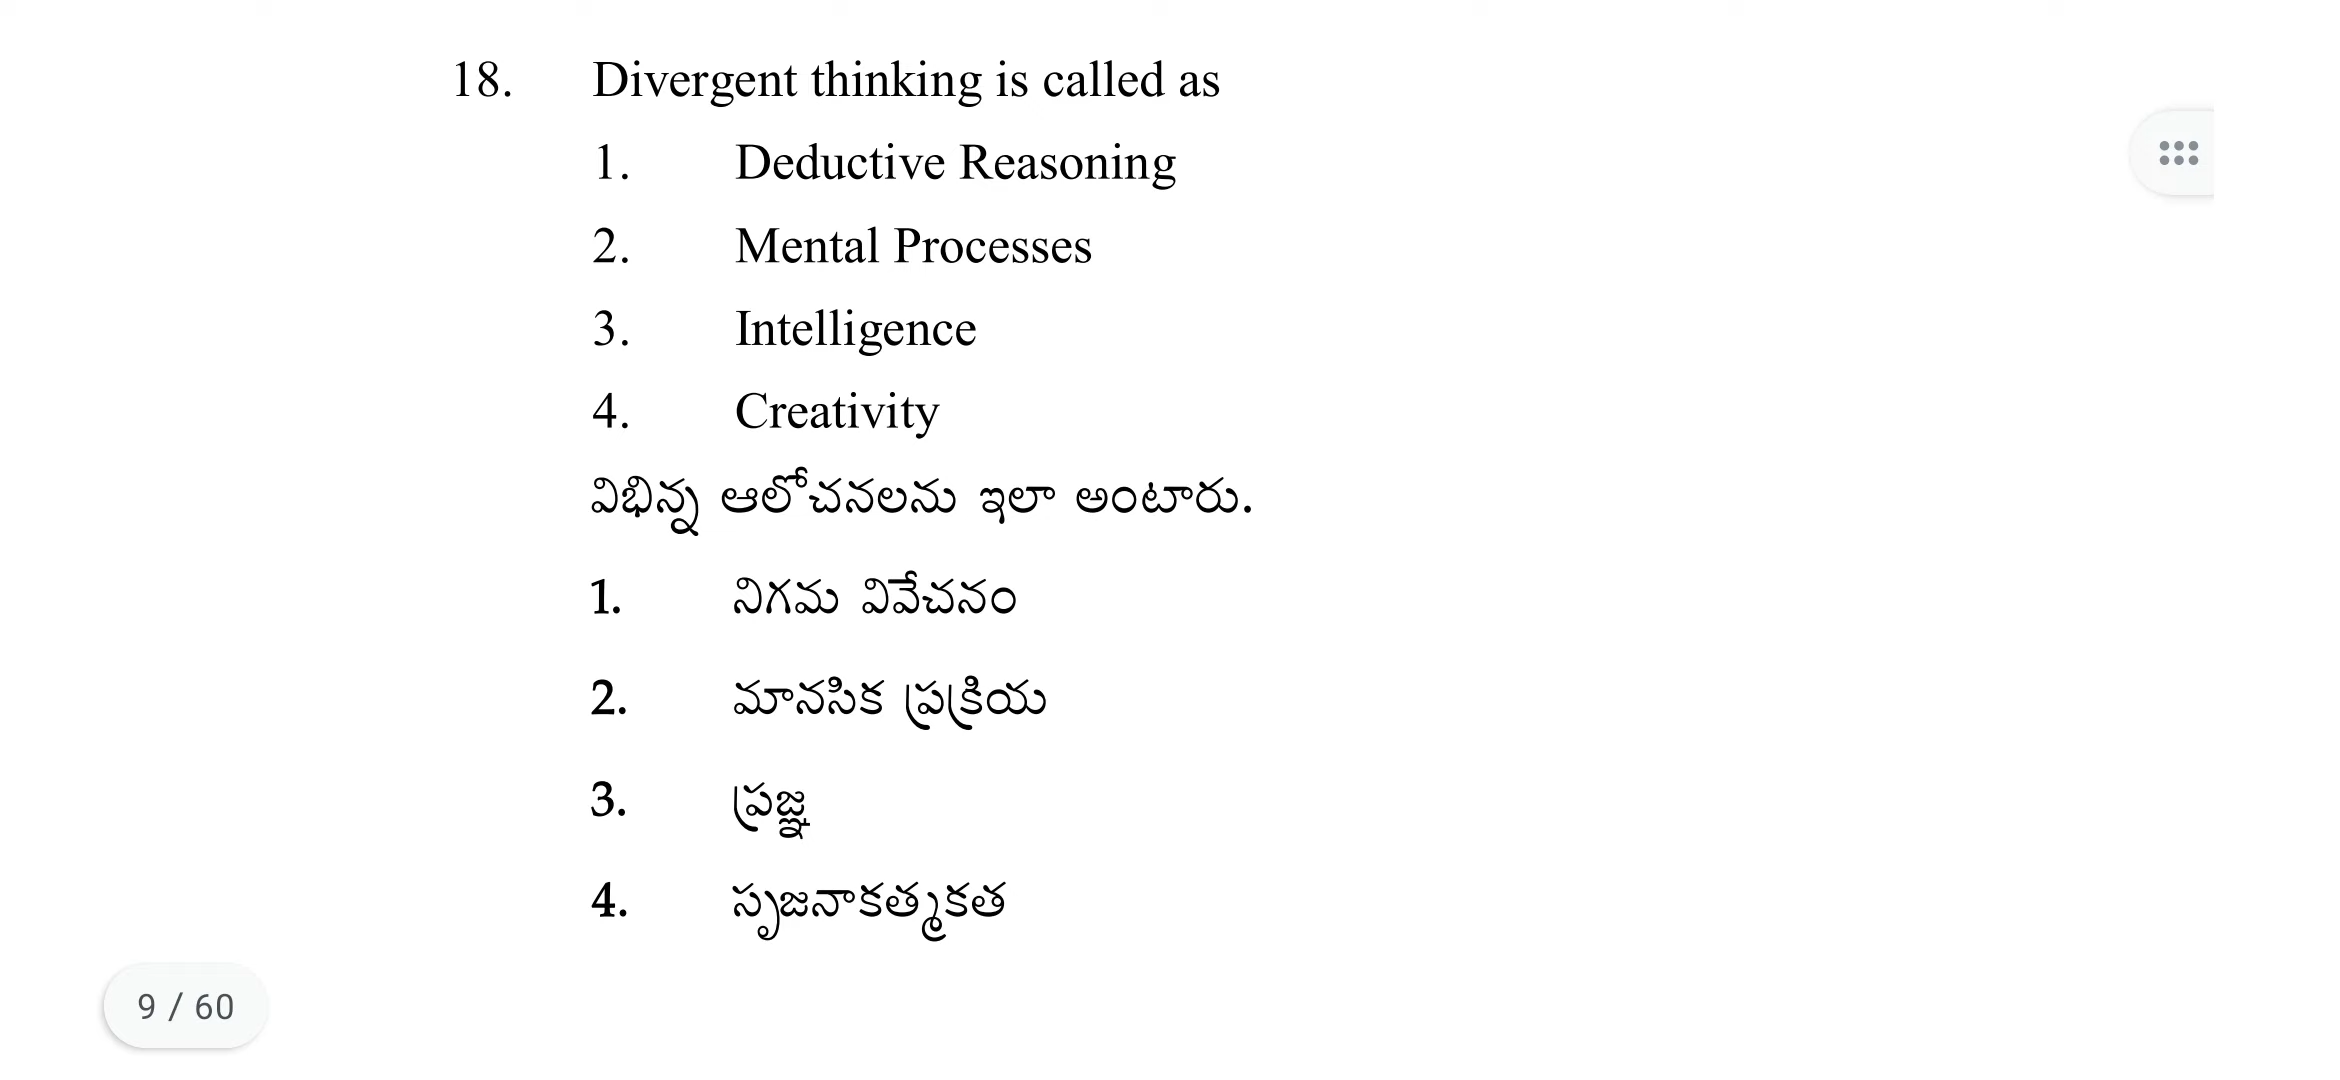 18. Divergent thinking is called as
1. Deductive Reasoning
2. Mental Processes
3. Intelligence
4. Creativity
విభిన్న ఆలోచనలను ఇలా అంటారు.
1. నిగమ వివేచనం
2. మానసిక ప్రక్రియ
3. ప్రజ్ఞ
4. సృజనాకత్మకత
9 / 60